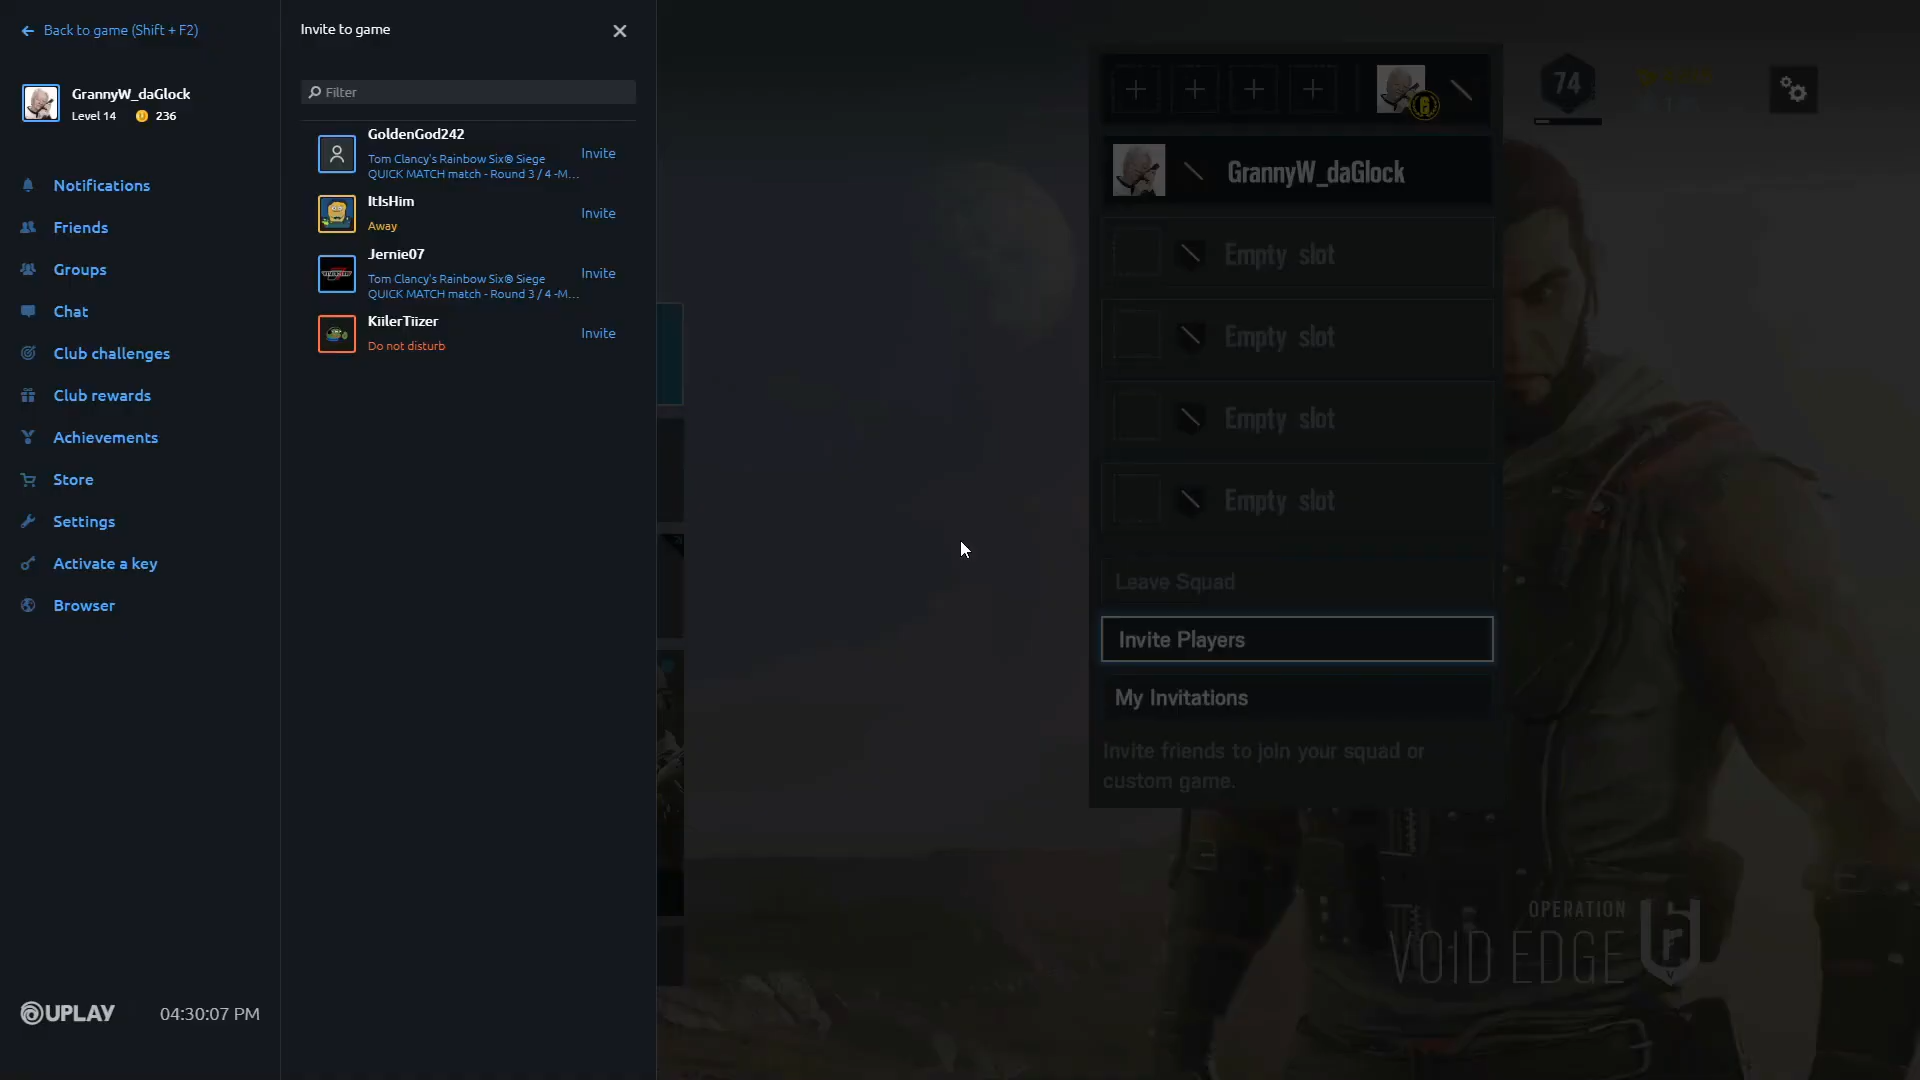 Back to game (Shift + F2)
GrannyW_daGlock
Level 14 236
Notifications
Friends
Groups
Chat
Club challenges
Club rewards
Achievements
Store
Settings
Activate a key
Browser
UPLAY 04:30:07 PM
Invite to game
Filter
GoldenGod242
Tom Clancy's Rainbow Six® Siege
QUICK MATCH match - Round 3 / 4 -M...
Invite
ItIsHim
Away
Invite
Jernie07
Tom Clancy's Rainbow Six® Siege
QUICK MATCH match - Round 3 / 4 -M...
Invite
KiilerTiizer
Do not disturb
Invite
74
GrannyW_daGlock
Empty slot
Empty slot
Empty slot
Empty slot
Leave Squad
Invite Players
My Invitations
Invite friends to join your squad or
custom game.
OPERATION
VOID EDGE